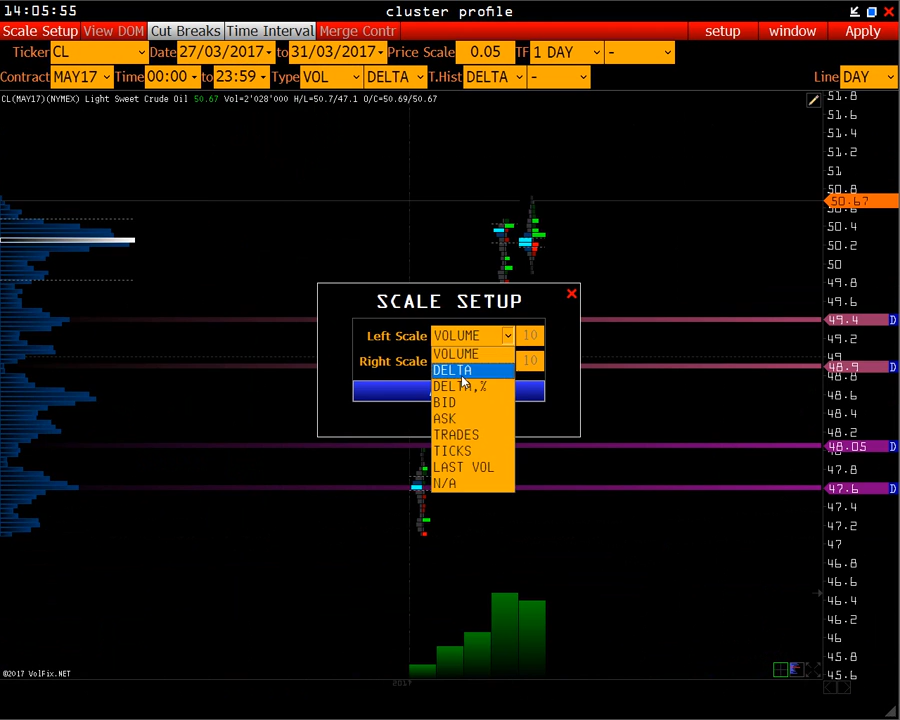 14:05:55 cluster profile
Scale Setup View DOM Cut Breaks Time Interval Merge Contr setup window Apply
Ticker CL Date 27/03/2017 to 31/03/2017 Price Scale 0.05 TF 1 DAY -
Contract MAY17 Time 00:00 to 23:59 Type VOL DELTA T.Hist DELTA - Line DAY
CL(MAY17)(NYMEX) Light Sweet Crude Oil 50.67 Vol=2'028'000 H/L=50.7/47.1 O/C=50.69/50.67
51.8
51.6
51.4
51.2
51
50.8
50.67
50.6
50.4
50.2
50
49.8
49.6
49.4 D
49.2
49
48.9 D
48.8
48.6
48.4
48.2
48.05 D
47.8
47.6 D
47.4
47.2
47
46.8
46.6
46.4
46.2
46
45.8
45.6
SCALE SETUP
Left Scale VOLUME 10
Right Scale 10
VOLUME
DELTA
DELTA,%
BID
ASK
TRADES
TICKS
LAST VOL
N/A
©2017 VolFix.NET
2017